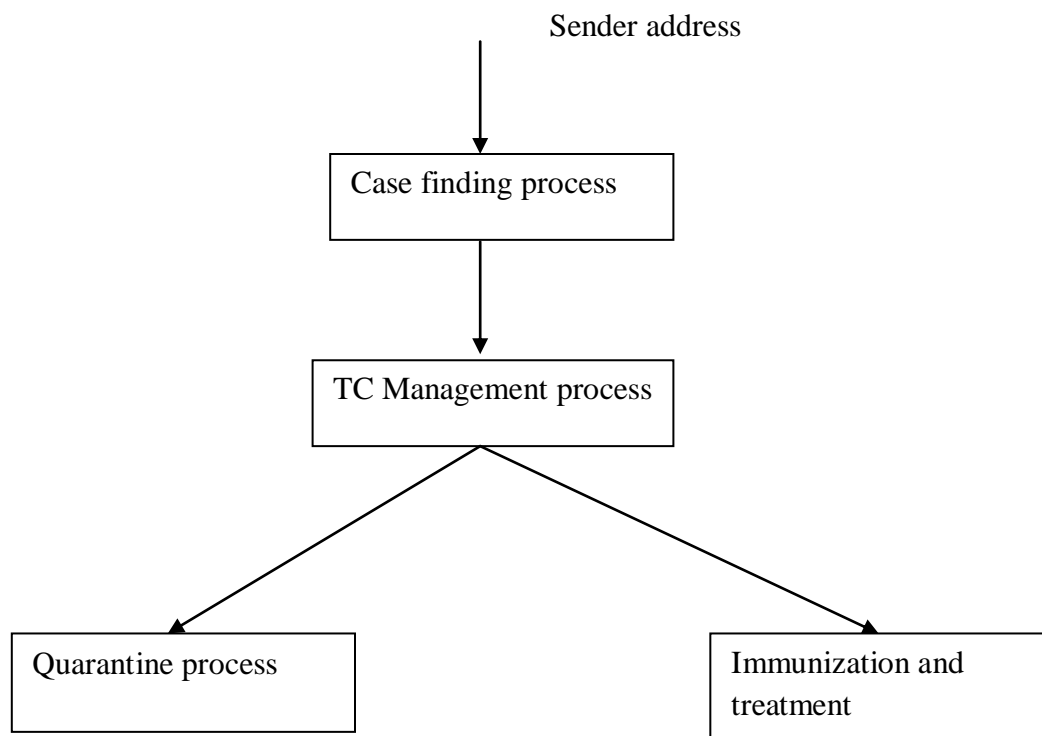 Sender address
Case finding process
TC Management process
Quarantine process
Immunization and
treatment